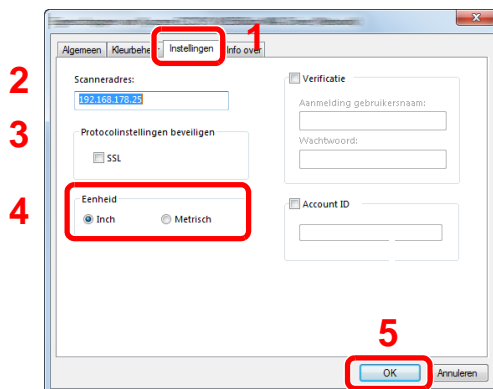 1
Algemeen Kleurbehe Instellingen Info over
2
Scanneradres:
192.168.178.25
Verificatie
Aanmelding gebruikersnaam:
Wachtwoord:
3
Protocolinstellingen beveiligen
SSL
4
Eenheid
Inch Metrisch
Account ID
5
OK Annuleren